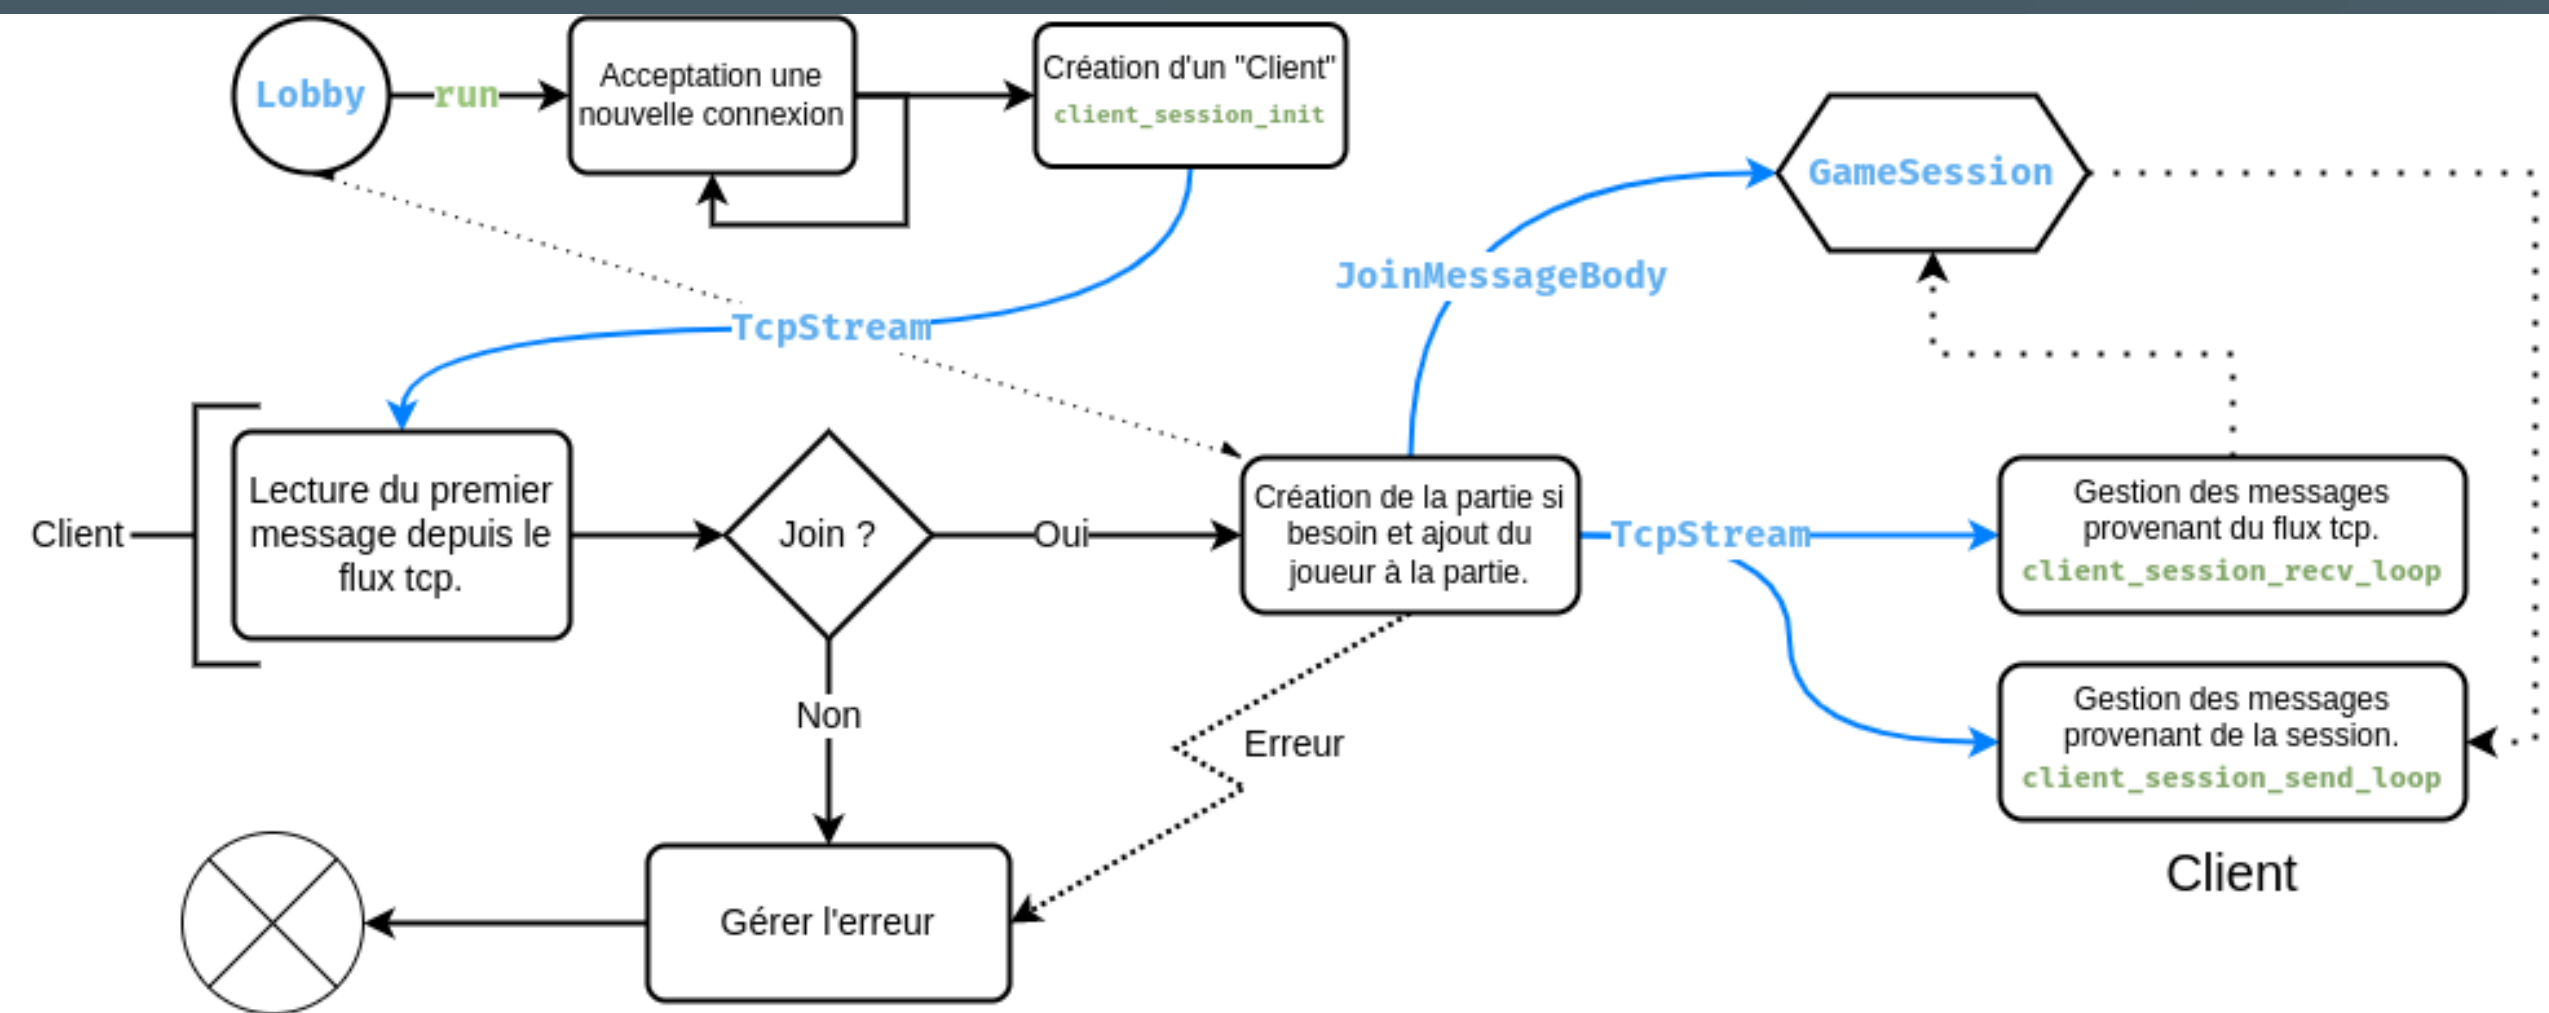 Lobby
run
Acceptation une
nouvelle connexion
Création d'un "Client"
client_session_init
GameSession
JoinMessageBody
TcpStream
Client
Lecture du premier
message depuis le
flux tcp.
Join ?
Oui
Création de la partie si
besoin et ajout du
joueur à la partie.
TcpStream
Gestion des messages
provenant du flux tcp.
client_session_recv_loop
Non
Erreur
Gestion des messages
provenant de la session.
client_session_send_loop
Client
Gérer l'erreur